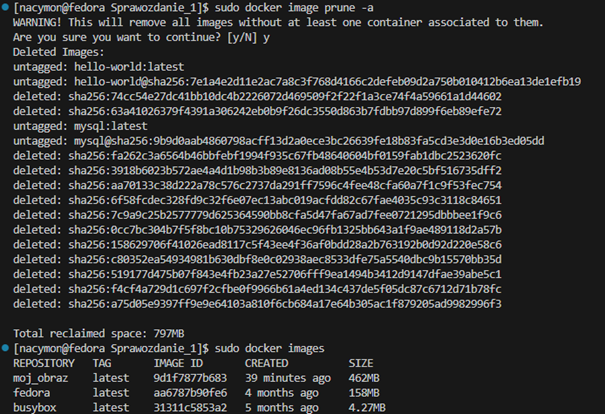 [nacymon@fedora Sprawozdanie_1]$ sudo docker image prune -a
WARNING! This will remove all images without at least one container associated to them.
Are you sure you want to continue? [y/N] y
Deleted Images:
untagged: hello-world:latest
untagged: hello-world@sha256:7e1a4e2d11e2ac7a8c3f768d4166c2defeb09d2a750b010412b6ea13de1efb19
deleted: sha256:74cc54e27dc41bb10dc4b2226072d469509f2f22f1a3ce74f4a59661a1d44602
deleted: sha256:63a41026379f4391a306242eb0b9f26dc3550d863b7fdbb97d899f6eb89efe72
untagged: mysql:latest
untagged: mysql@sha256:9b9d0aab4860798acff13d2a0ece3bc26639fe18b83fa5cd3e3d0e16b3ed05dd
deleted: sha256:fa262c3a6564b46bbfebf1994f935c67fb48640604bf0159fab1dbc2523620fc
deleted: sha256:3918b6023b572ae4a4d1b98b3b89e8136ad08b55e4b53d7e20c5bf516735dff2
deleted: sha256:aa70133c38d222a78c576c2737da291ff7596c4fee48cfa60a7f1c9f53fec754
deleted: sha256:6f58fcdec328fd9c32f6e07ec13abc019acfdd82c67fae4035c93c3118c84651
deleted: sha256:7c9a9c25b2577779d625364590bb8cfa5d47fa67ad7fee0721295dbbbee1f9c6
deleted: sha256:0cc7bc304b7f5f8bc10b75329626046ec96fb1325bb643a1f9ae489118d2a57b
deleted: sha256:158629706f41026ead8117c5f43ee4f36af0bdd28a2b763192b0d92d220e58c6
deleted: sha256:c80352ea54934981b630dbf8e0c02938aec8533dfe75a5540dbc9b15570bb35d
deleted: sha256:519177d475b07f843e4fb23a27e52706fff9ea1494b3412d9147dfae39abe5c1
deleted: sha256:f4cf4a729d1c697f2cfbe0f9966b61a4ed134c437de5f05dc87c6712d71b78fc
deleted: sha256:a75d05e9397ff9e9e64103a810f6cb684a17e64b305ac1f879205ad9982996f3
Total reclaimed space: 797MB
[nacymon@fedora Sprawozdanie_1]$ sudo docker images
REPOSITORY TAG IMAGE ID CREATED SIZE
moj_obraz latest 9d1f7877b683 39 minutes ago 462MB
fedora latest aa6787b90fe6 4 months ago 158MB
busybox latest 31311c5853a2 5 months ago 4.27MB